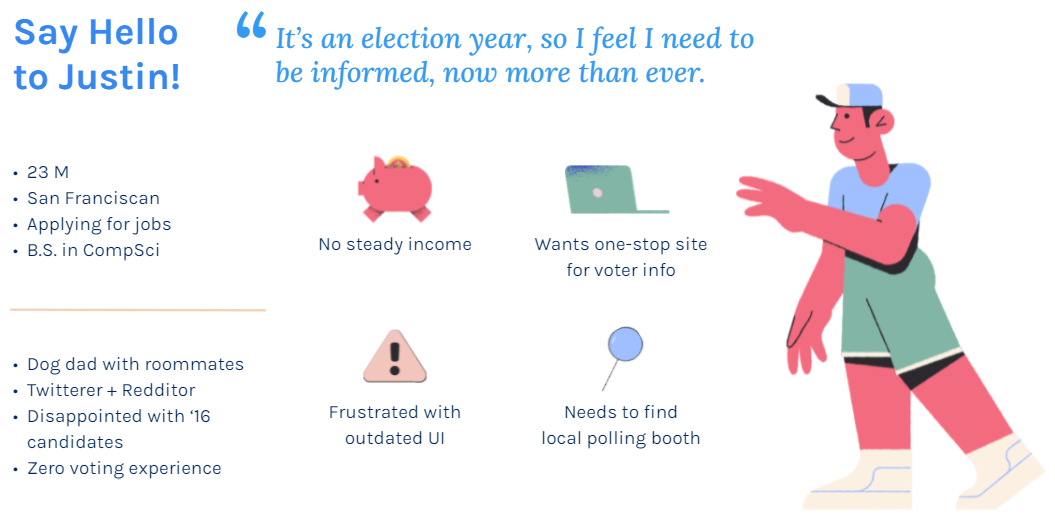 Say Hello
to Justin!
“ It’s an election year, so I feel I need to
be informed, now more than ever.
• 23 M
• San Franciscan
• Applying for jobs
• B.S. in CompSci
• Dog dad with roommates
• Twitterer + Redditor
• Disappointed with ‘16
candidates
• Zero voting experience
No steady income
Wants one-stop site
for voter info
Frustrated with
outdated UI
Needs to find
local polling booth